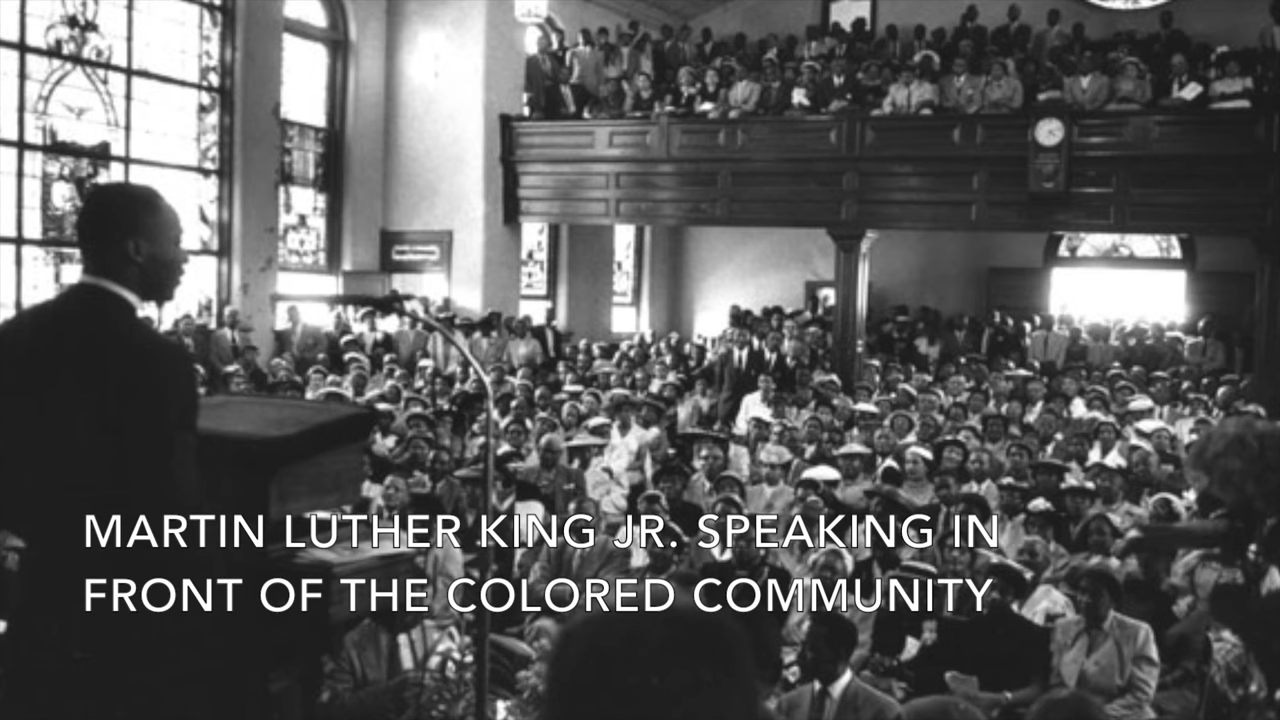 MARTIN LUTHER KING JR. SPEAKING IN
FRONT OF THE COLORED COMMUNITY